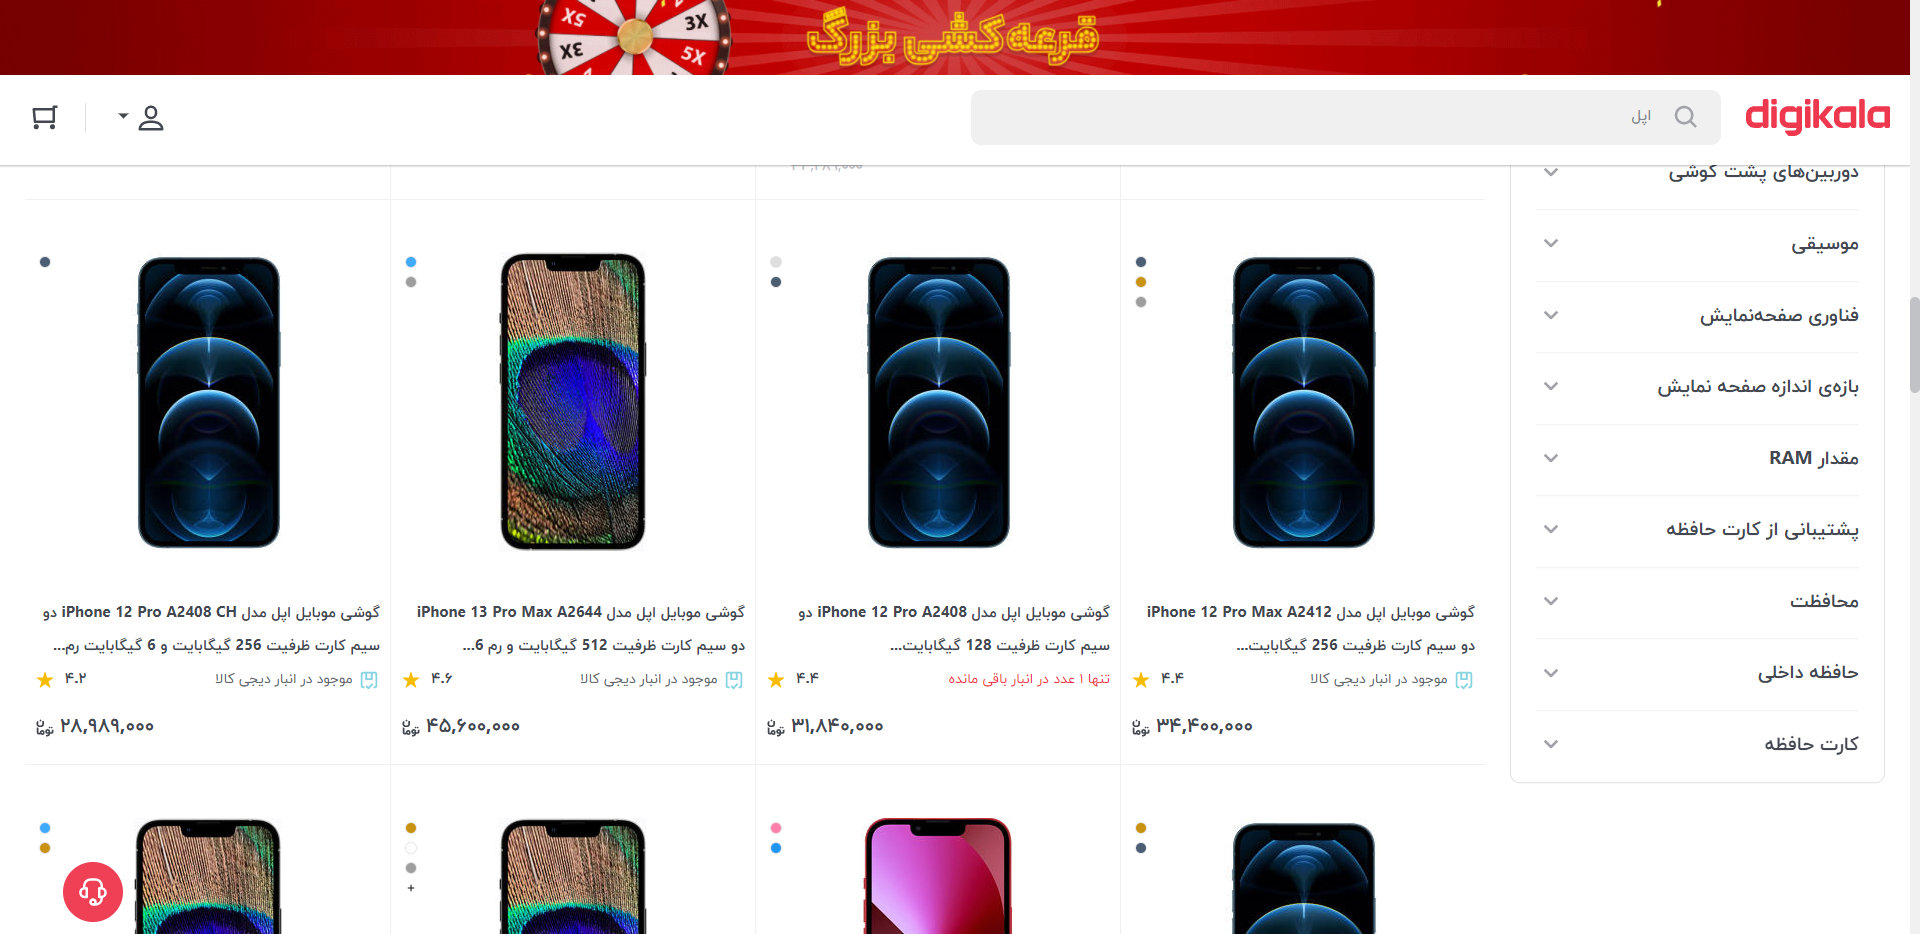 قرعه‌کشی بزرگ
5X
3X
3X
5X
digikala
اپل
دوربین‌های پشت گوشی
موسیقی
فناوری صفحه‌نمایش
بازه‌ی اندازه صفحه نمایش
مقدار RAM
پشتیبانی از کارت حافظه
محافظت
حافظه داخلی
کارت حافظه
گوشی موبایل اپل مدل iPhone 12 Pro Max A2412
دو سیم کارت ظرفیت 256 گیگابایت...
موجود در انبار دیجی کالا
۴.۴
۳۴,۴۰۰,۰۰۰ تومان
گوشی موبایل اپل مدل iPhone 12 Pro A2408 دو
سیم کارت ظرفیت 128 گیگابایت...
تنها ۱ عدد در انبار باقی مانده
۴.۴
۳۱,۸۴۰,۰۰۰ تومان
گوشی موبایل اپل مدل iPhone 13 Pro Max A2644
دو سیم کارت ظرفیت 512 گیگابایت و رم 6...
موجود در انبار دیجی کالا
۴.۶
۴۵,۶۰۰,۰۰۰ تومان
گوشی موبایل اپل مدل iPhone 12 Pro A2408 CH دو
سیم کارت ظرفیت 256 گیگابایت و 6 گیگابایت رم...
موجود در انبار دیجی کالا
۴.۲
۲۸,۹۸۹,۰۰۰ تومان
+